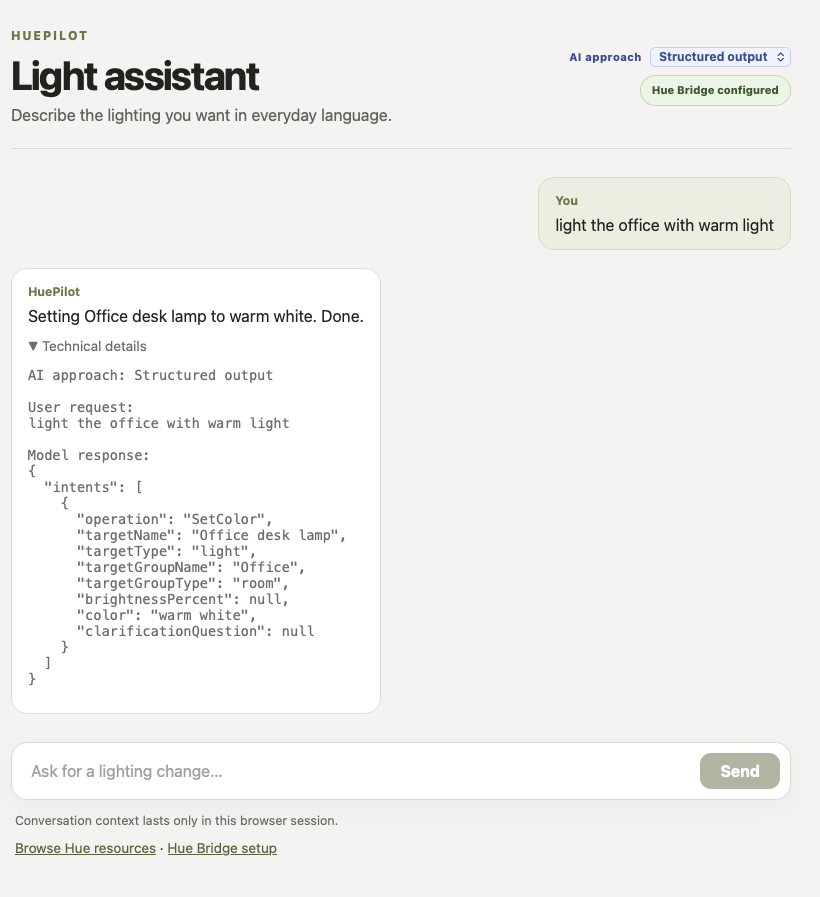 HUEPILOT
Light assistant
Describe the lighting you want in everyday language.
AI approach Structured output
Hue Bridge configured
You
light the office with warm light
HuePilot
Setting Office desk lamp to warm white. Done.
▼ Technical details
AI approach: Structured output
User request:
light the office with warm light
Model response:
{
  "intents": [
    {
      "operation": "SetColor",
      "targetName": "Office desk lamp",
      "targetType": "light",
      "targetGroupName": "Office",
      "targetGroupType": "room",
      "brightnessPercent": null,
      "color": "warm white",
      "clarificationQuestion": null
    }
  ]
}
Ask for a lighting change...
Send
Conversation context lasts only in this browser session.
Browse Hue resources · Hue Bridge setup